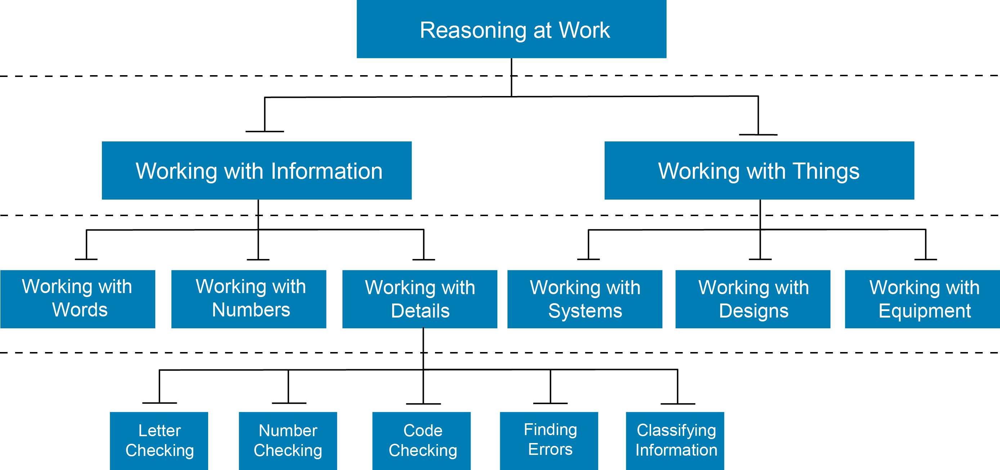 Reasoning at Work
Working with Information
Working with Things
Working with
Words
Working with
Numbers
Working with
Details
Working with
Systems
Working with
Designs
Working with
Equipment
Letter
Checking
Number
Checking
Code
Checking
Finding
Errors
Classifying
Information